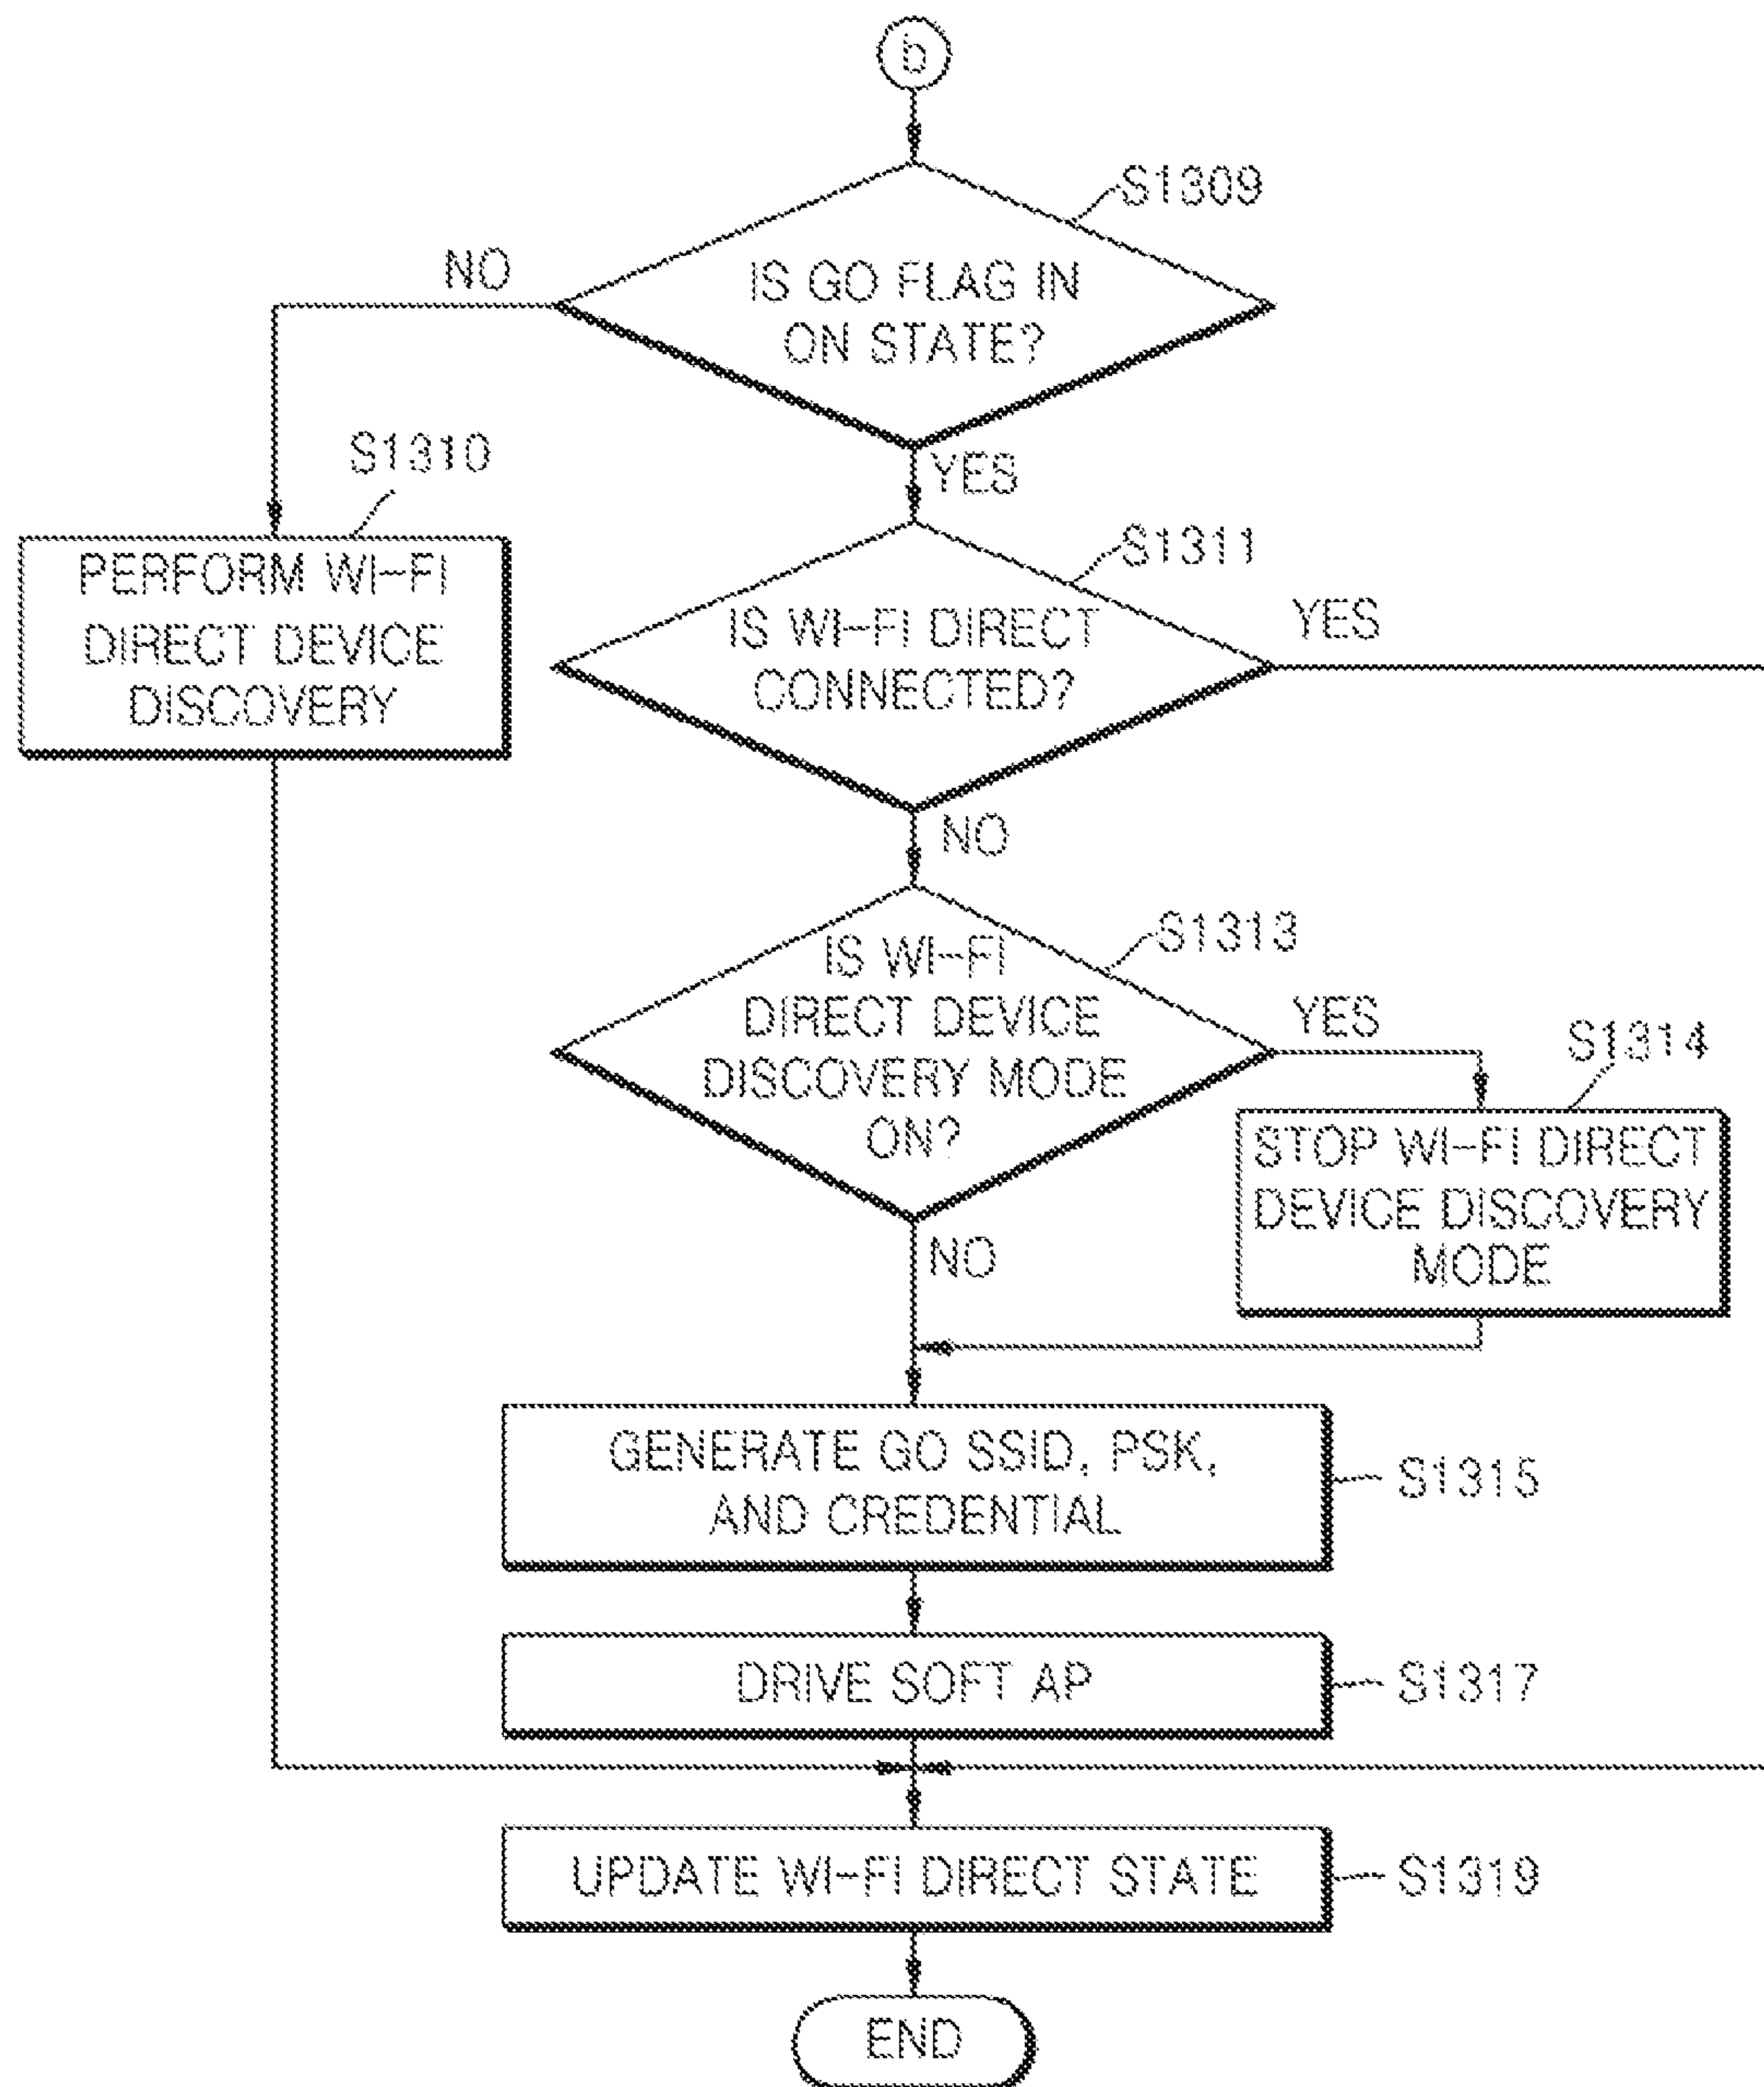 b
S1309
NO
IS GO FLAG IN
ON STATE?
S1310
YES
PERFORM WI-FI
DIRECT DEVICE
DISCOVERY
S1311
IS WI-FI DIRECT
CONNECTED?
YES
NO
S1313
IS WI-FI
DIRECT DEVICE
DISCOVERY MODE
ON?
YES
S1314
STOP WI-FI DIRECT
DEVICE DISCOVERY
MODE
NO
GENERATE GO SSID, PSK,
AND CREDENTIAL
S1315
DRIVE SOFT AP
S1317
UPDATE WI-FI DIRECT STATE
S1319
END